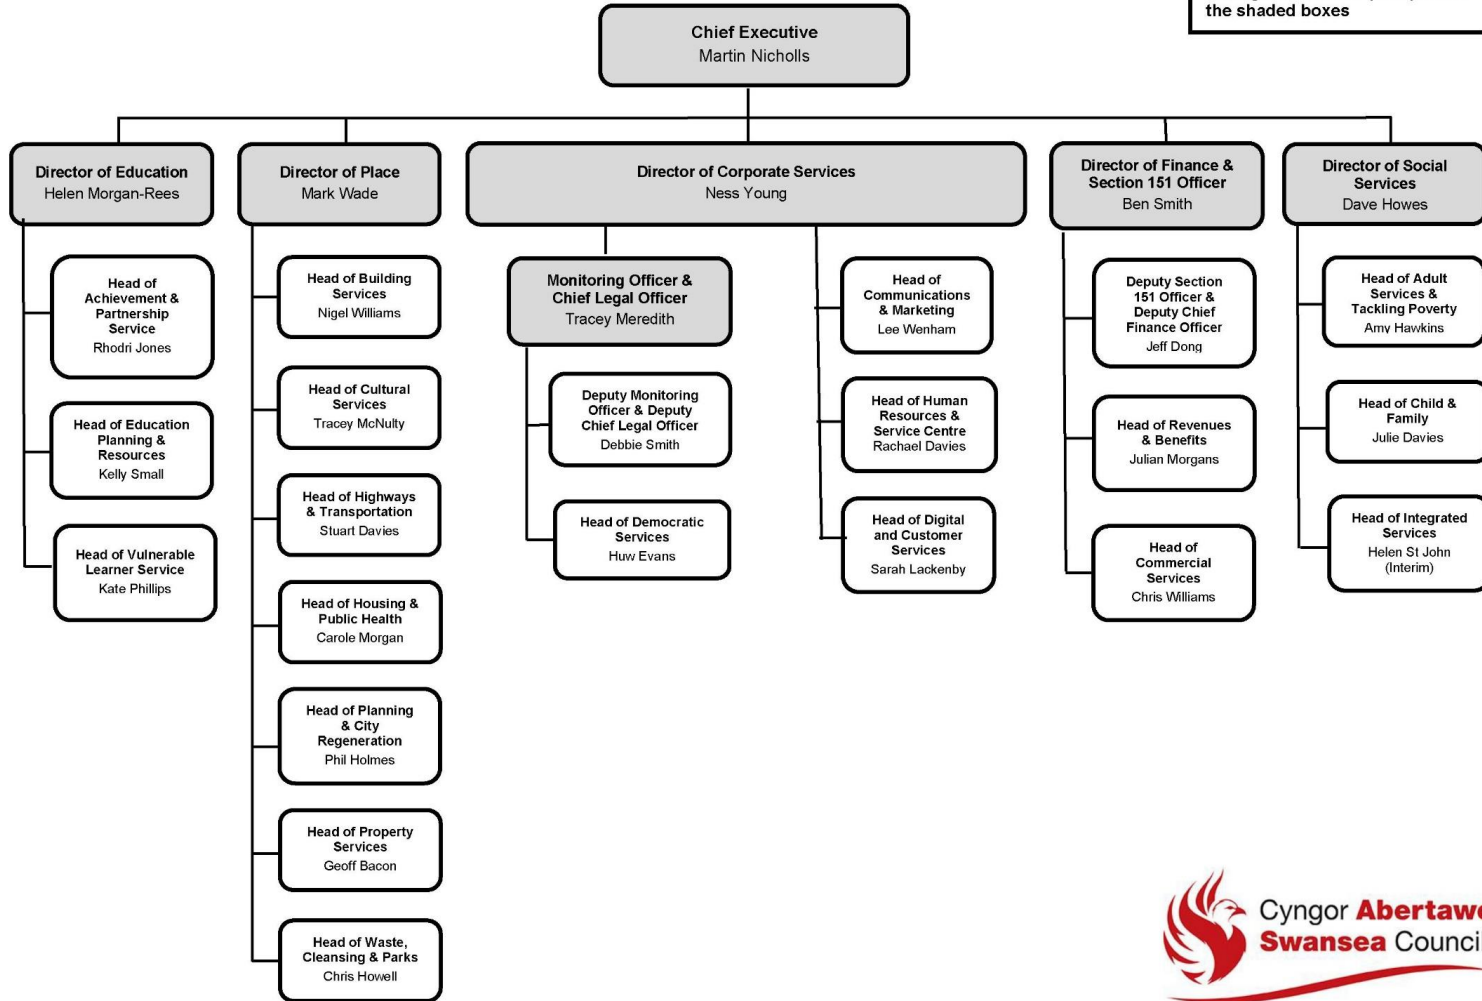 the shaded boxes
Chief Executive
Martin Nicholls
Director of Education
Helen Morgan-Rees
Director of Place
Mark Wade
Director of Corporate Services
Ness Young
Director of Finance &
Section 151 Officer
Ben Smith
Director of Social
Services
Dave Howes
Head of
Achievement &
Partnership
Service
Rhodri Jones
Head of Education
Planning &
Resources
Kelly Small
Head of Vulnerable
Learner Service
Kate Phillips
Head of Building
Services
Nigel Williams
Head of Cultural
Services
Tracey McNulty
Head of Highways
& Transportation
Stuart Davies
Head of Housing &
Public Health
Carole Morgan
Head of Planning
& City
Regeneration
Phil Holmes
Head of Property
Services
Geoff Bacon
Head of Waste,
Cleansing & Parks
Chris Howell
Monitoring Officer &
Chief Legal Officer
Tracey Meredith
Deputy Monitoring
Officer & Deputy
Chief Legal Officer
Debbie Smith
Head of Democratic
Services
Huw Evans
Head of
Communications
& Marketing
Lee Wenham
Head of Human
Resources &
Service Centre
Rachael Davies
Head of Digital
and Customer
Services
Sarah Lackenby
Deputy Section
151 Officer &
Deputy Chief
Finance Officer
Jeff Dong
Head of Revenues
& Benefits
Julian Morgans
Head of
Commercial
Services
Chris Williams
Head of Adult
Services &
Tackling Poverty
Amy Hawkins
Head of Child &
Family
Julie Davies
Head of Integrated
Services
Helen St John
(Interim)
Cyngor Abertawe
Swansea Council